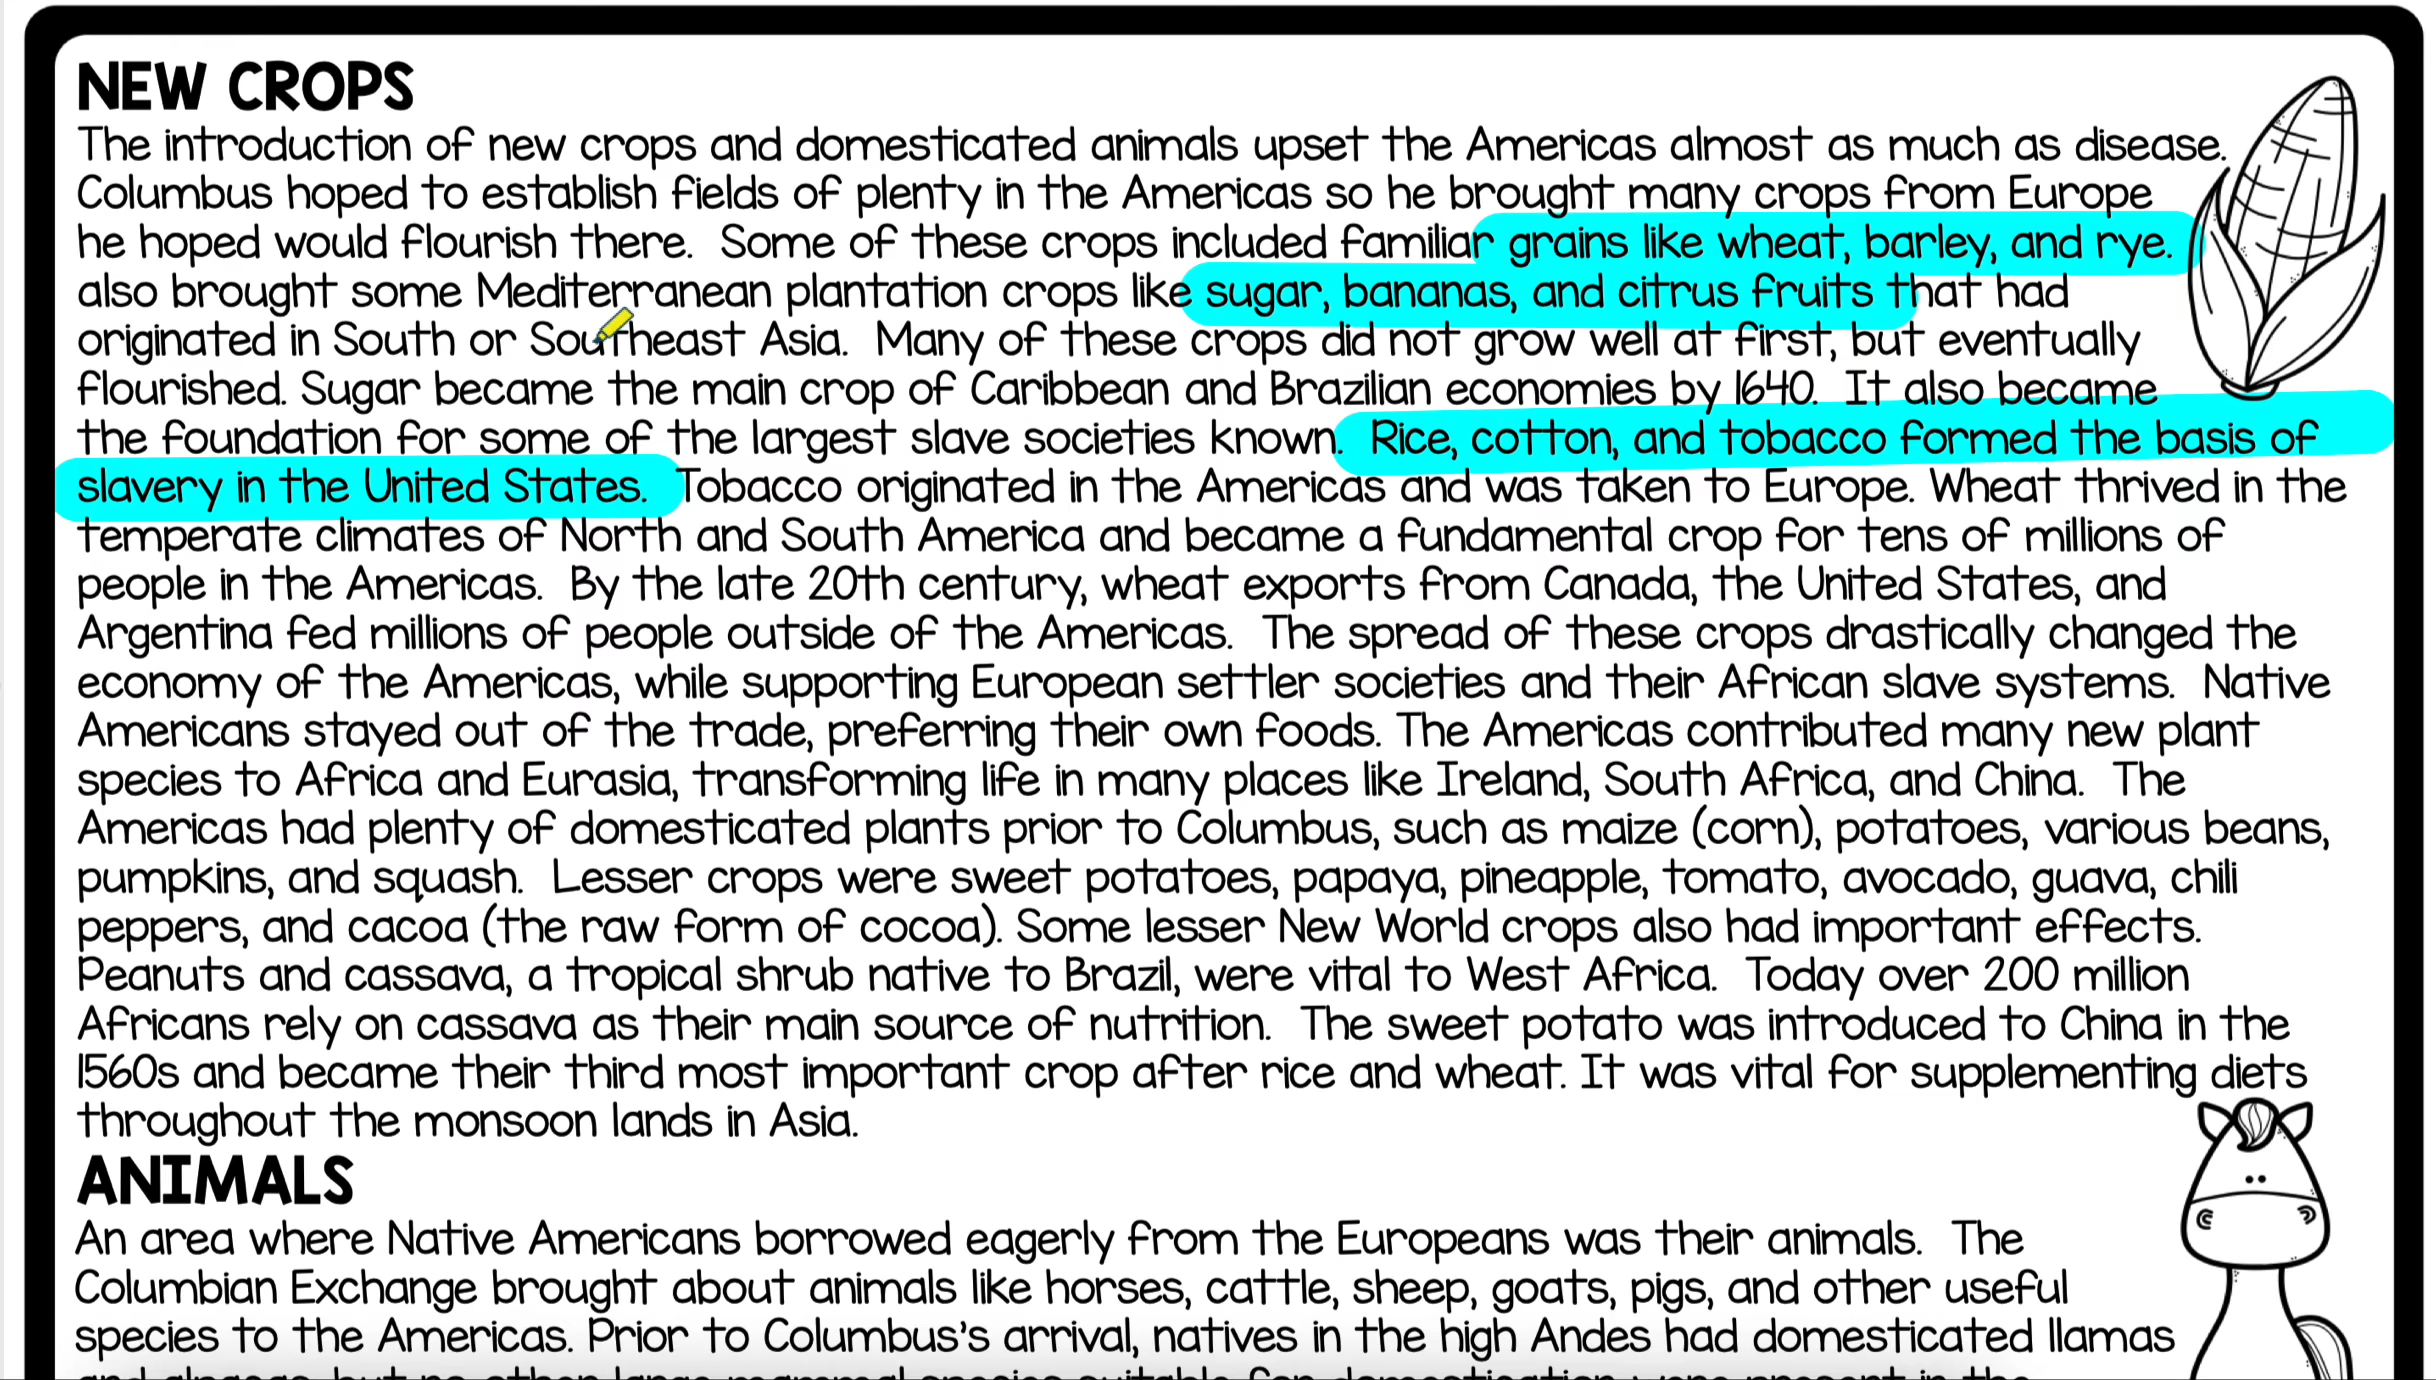 NEW CROPS
The introduction of new crops and domesticated animals upset the Americas almost as much as disease.
Columbus hoped to establish fields of plenty in the Americas so he brought many crops from Europe
he hoped would flourish there. Some of these crops included familiar grains like wheat, barley, and rye.
also brought some Mediterranean plantation crops like sugar, bananas, and citrus fruits that had
originated in South or Southeast Asia. Many of these crops did not grow well at first, but eventually
flourished. Sugar became the main crop of Caribbean and Brazilian economies by 1640. It also became
the foundation for some of the largest slave societies known. Rice, cotton, and tobacco formed the basis of
slavery in the United States. Tobacco originated in the Americas and was taken to Europe. Wheat thrived in the
temperate climates of North and South America and became a fundamental crop for tens of millions of
people in the Americas. By the late 20th century, wheat exports from Canada, the United States, and
Argentina fed millions of people outside of the Americas. The spread of these crops drastically changed the
economy of the Americas, while supporting European settler societies and their African slave systems. Native
Americans stayed out of the trade, preferring their own foods. The Americas contributed many new plant
species to Africa and Eurasia, transforming life in many places like Ireland, South Africa, and China. The
Americas had plenty of domesticated plants prior to Columbus, such as maize (corn), potatoes, various beans,
pumpkins, and squash. Lesser crops were sweet potatoes, papaya, pineapple, tomato, avocado, guava, chili
peppers, and cacoa (the raw form of cocoa). Some lesser New World crops also had important effects.
Peanuts and cassava, a tropical shrub native to Brazil, were vital to West Africa. Today over 200 million
Africans rely on cassava as their main source of nutrition. The sweet potato was introduced to China in the
1560s and became their third most important crop after rice and wheat. It was vital for supplementing diets
throughout the monsoon lands in Asia.
ANIMALS
An area where Native Americans borrowed eagerly from the Europeans was their animals. The
Columbian Exchange brought about animals like horses, cattle, sheep, goats, pigs, and other useful
species to the Americas. Prior to Columbus's arrival, natives in the high Andes had domesticated llamas